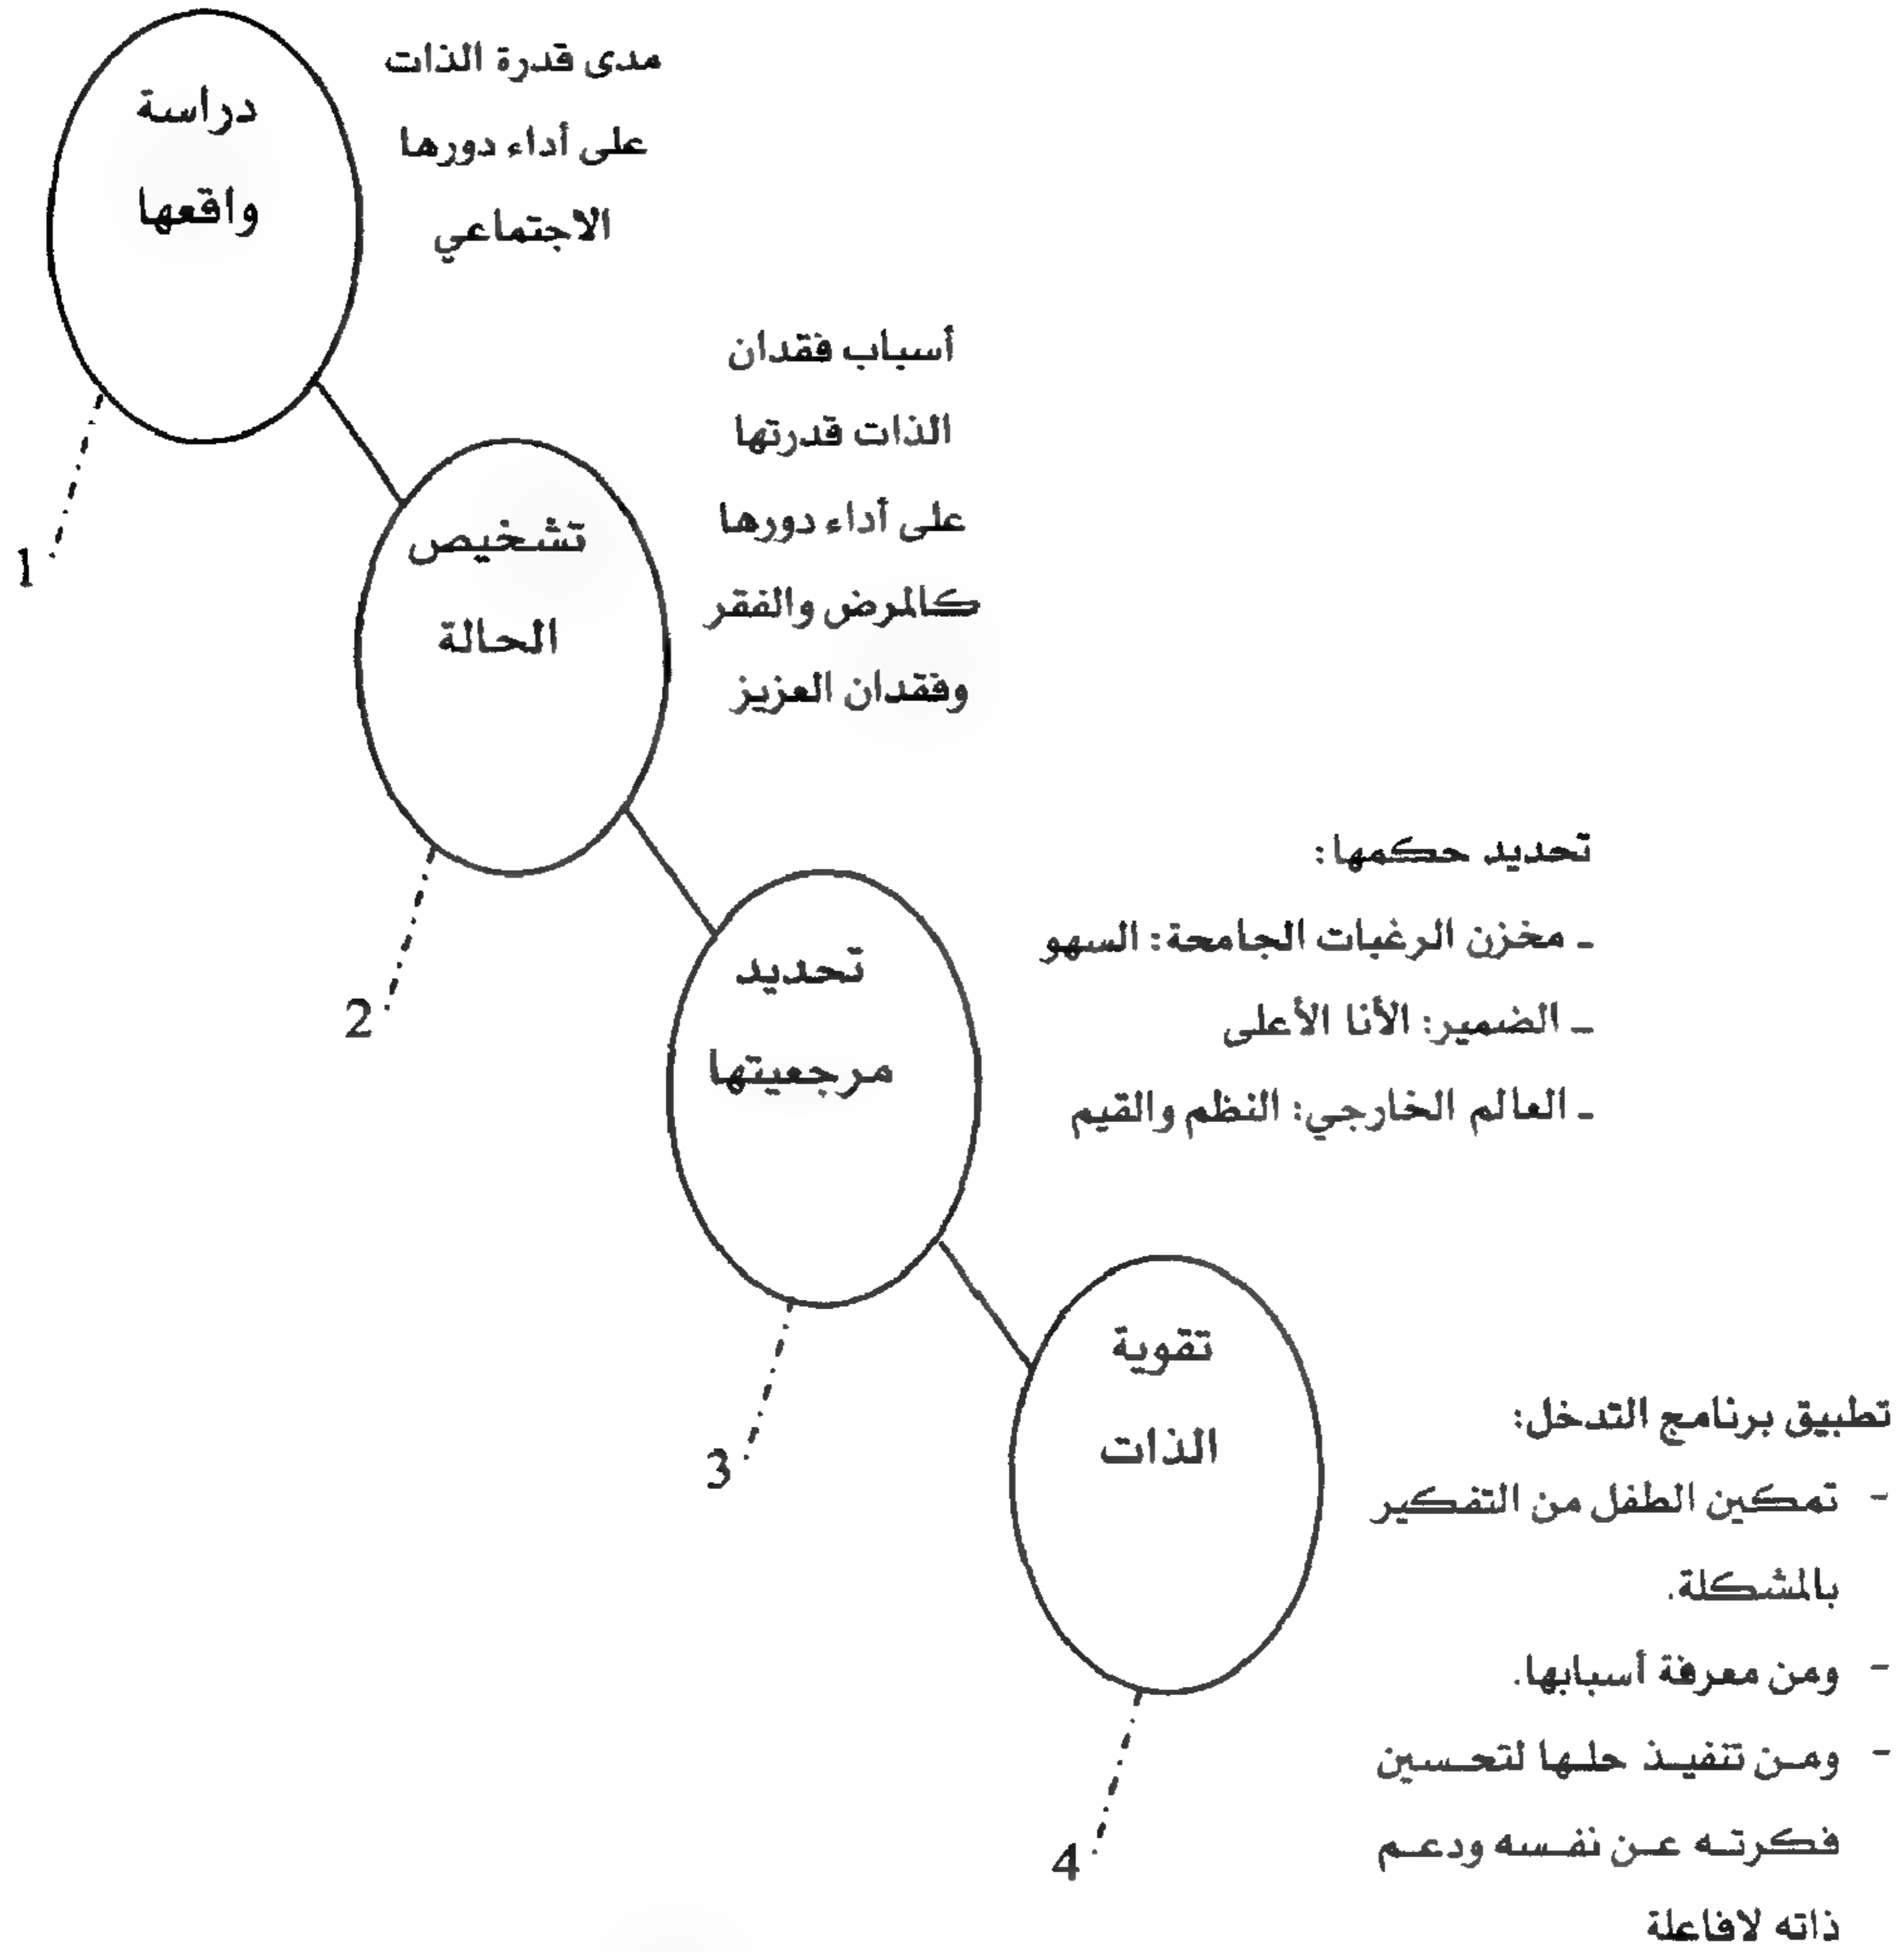 دراسة
واقعها
مدى قدرة الذات
على أداء دورها
الاجتماعي
1
تشخيص
الحالة
أسباب فقدان
الذات قدرتها
على أداء دورها
كالمرض والفقر
وفقدان العزيز
2
تحديد
مرجعيتها
تحديد حكمها:
ـ مخزن الرغبات الجامحة: السهو
ـ الضمير: الأنا الأعلى
ـ العالم الخارجي: النظم والقيم
3
تقوية
الذات
تطبيق برنامج التدخل:
- تمكين الطفل من التفكير
بالمشكلة.
- ومن معرفة أسبابها.
- ومن تنفيذ حلها لتحسين
فكرته عن نفسه ودعم
ذاته لافاعلة
4